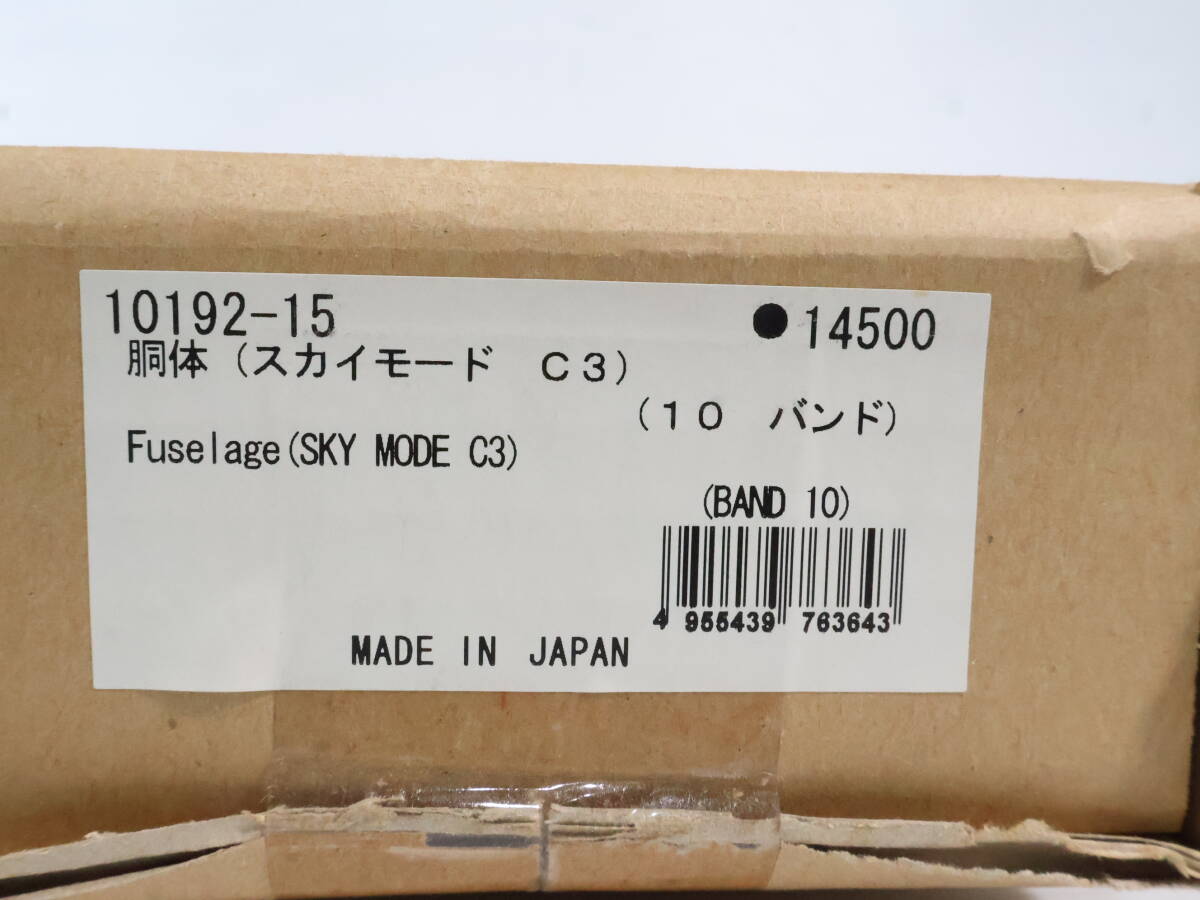 10192-15 ●14500
胴体（スカイモード　Ｃ３）
（１０　バンド）
Fuselage(SKY MODE C3)
(BAND 10)
4 955439 763643
MADE IN JAPAN